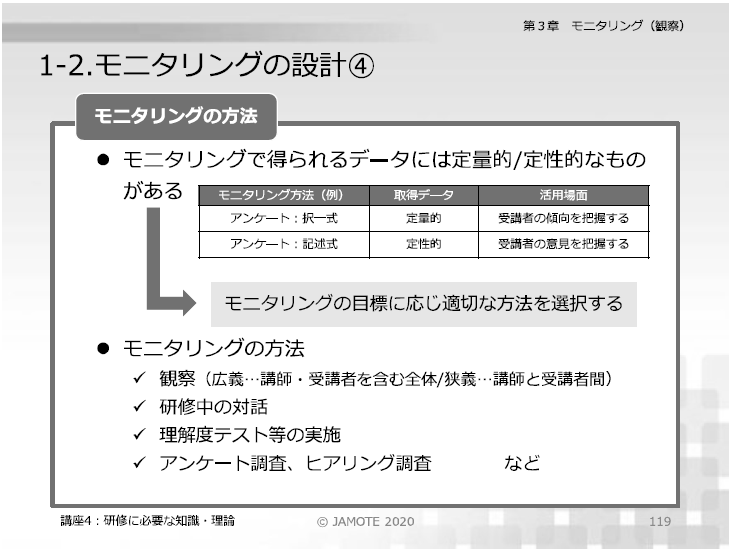 第３章　モニタリング（観察）
1-2.モニタリングの設計④
モニタリングの方法
● モニタリングで得られるデータには定量的/定性的なもの
がある
モニタリング方法（例） 取得データ 活用場面
アンケート：択一式 定量的 受講者の傾向を把握する
アンケート：記述式 定性的 受講者の意見を把握する
モニタリングの目標に応じ適切な方法を選択する
● モニタリングの方法
✓ 観察（広義…講師・受講者を含む全体/狭義…講師と受講者間）
✓ 研修中の対話
✓ 理解度テスト等の実施
✓ アンケート調査、ヒアリング調査　　　など
講座4：研修に必要な知識・理論 © JAMOTE 2020 119